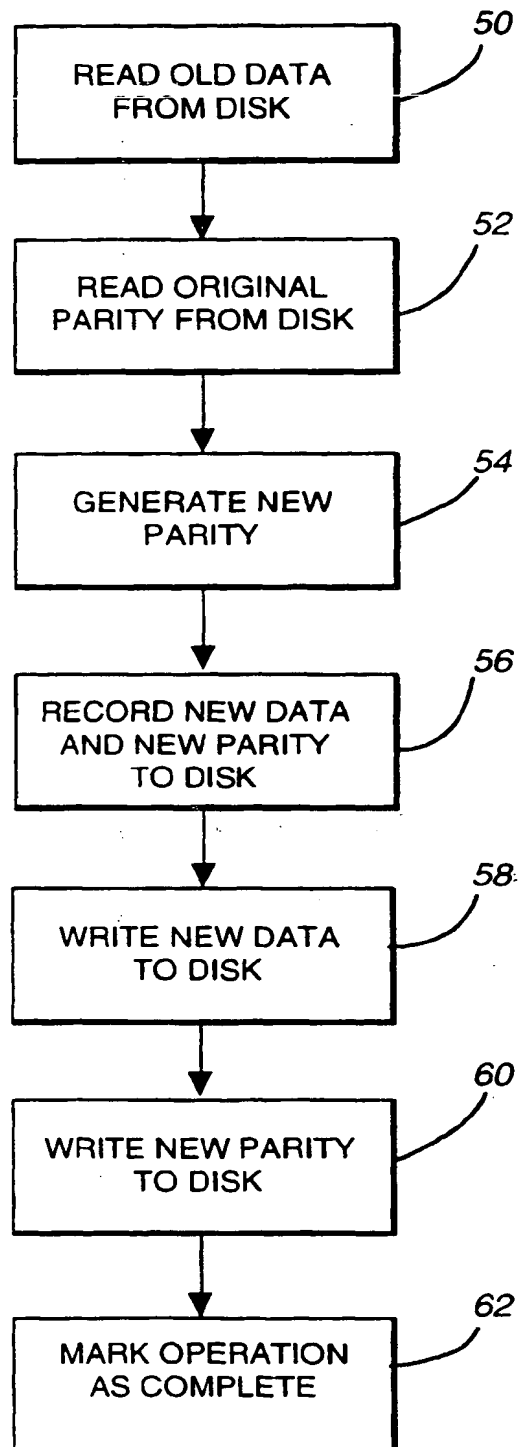 50
READ OLD DATA
FROM DISK
52
READ ORIGINAL
PARITY FROM DISK
54
GENERATE NEW
PARITY
56
RECORD NEW DATA
AND NEW PARITY
TO DISK
58
WRITE NEW DATA
TO DISK
60
WRITE NEW PARITY
TO DISK
62
MARK OPERATION
AS COMPLETE